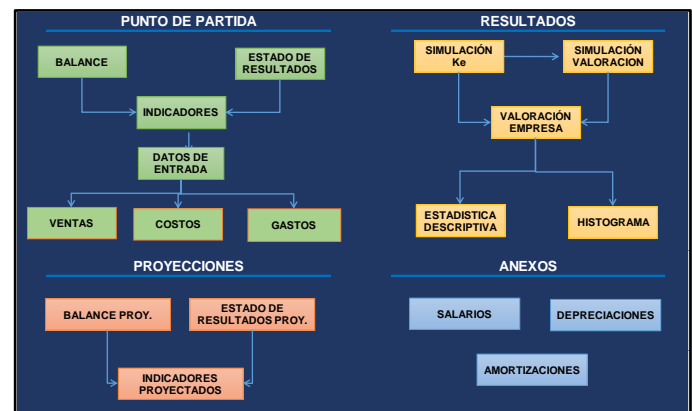 PUNTO DE PARTIDA
BALANCE
ESTADO DE
RESULTADOS
INDICADORES
DATOS DE
ENTRADA
VENTAS
COSTOS
GASTOS
RESULTADOS
SIMULACIÓN
Ke
SIMULACIÓN
VALORACION
VALORACIÓN
EMPRESA
ESTADISTICA
DESCRIPTIVA
HISTOGRAMA
PROYECCIONES
BALANCE PROY.
ESTADO DE
RESULTADOS PROY.
INDICADORES
PROYECTADOS
ANEXOS
SALARIOS
DEPRECIACIONES
AMORTIZACIONES